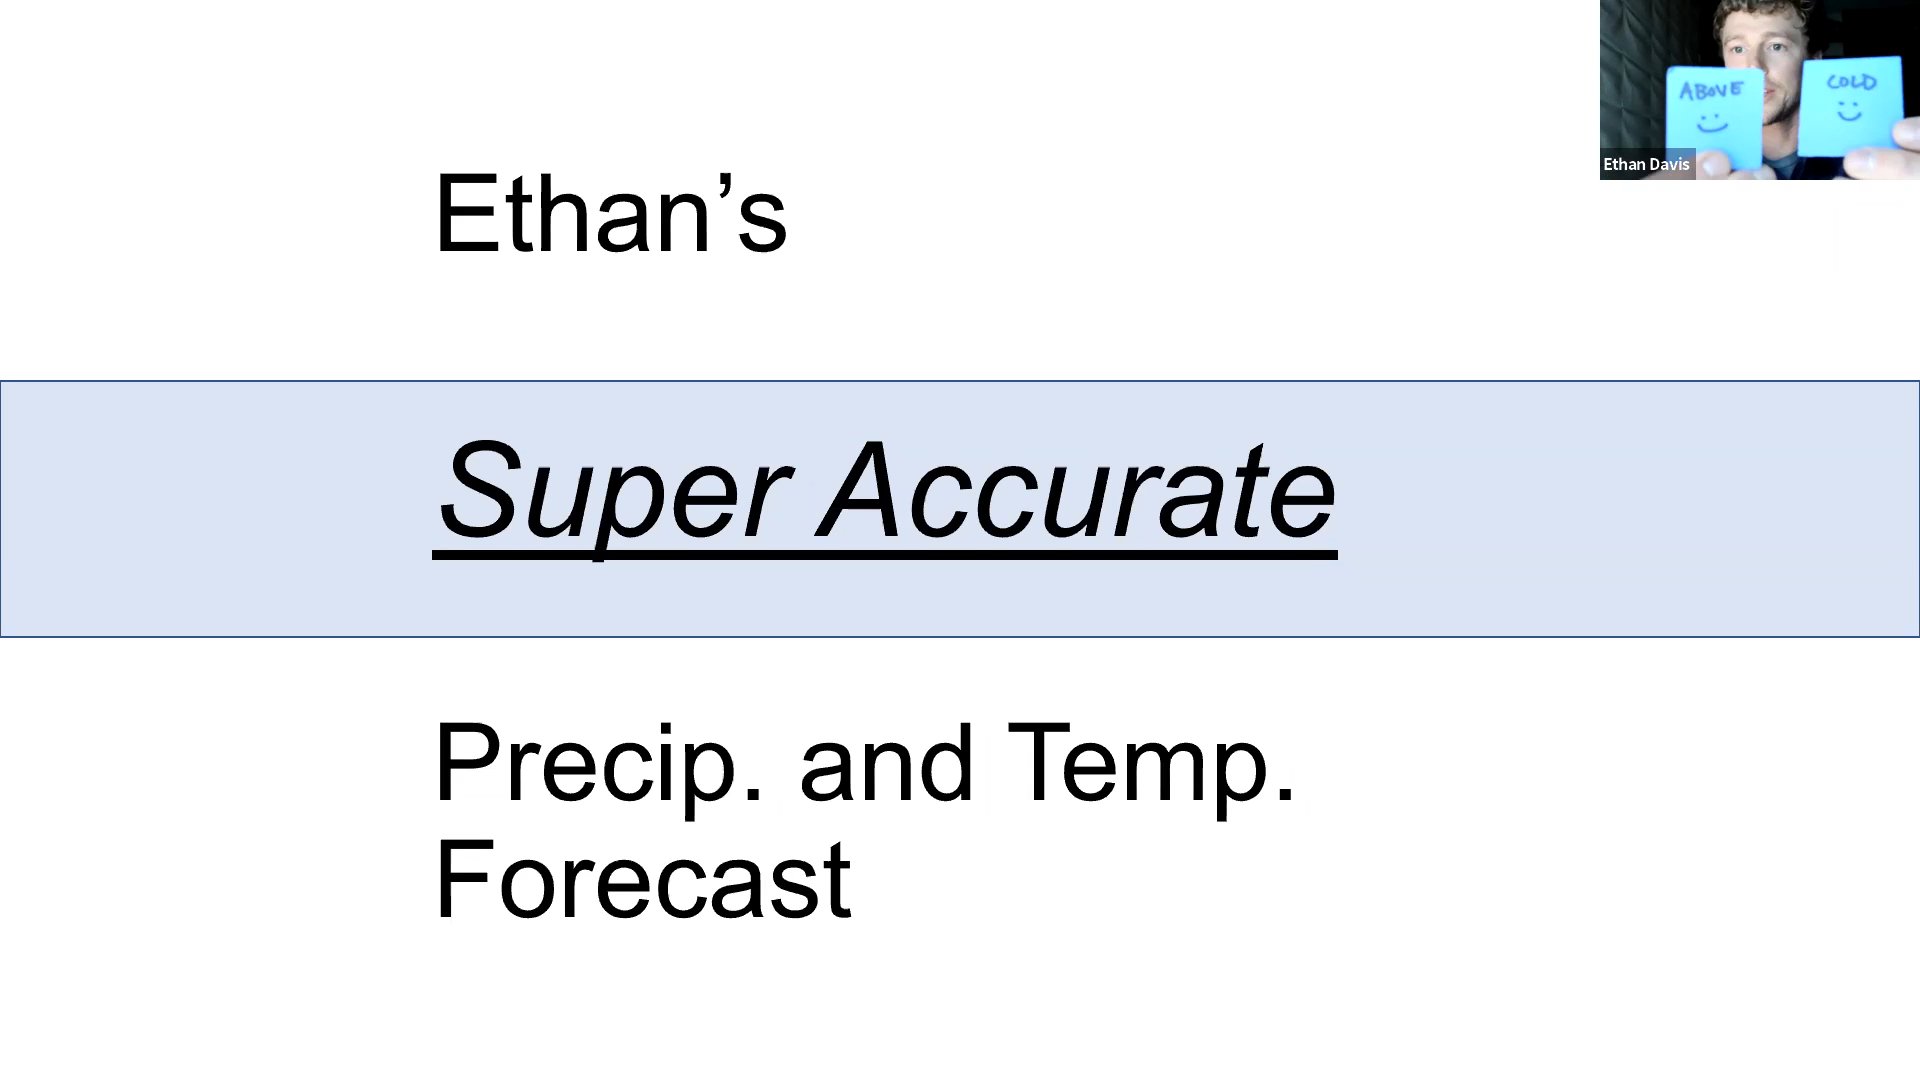 Ethan’s
Super Accurate
Precip. and Temp.
Forecast
ABOVE
COLD
Ethan Davis